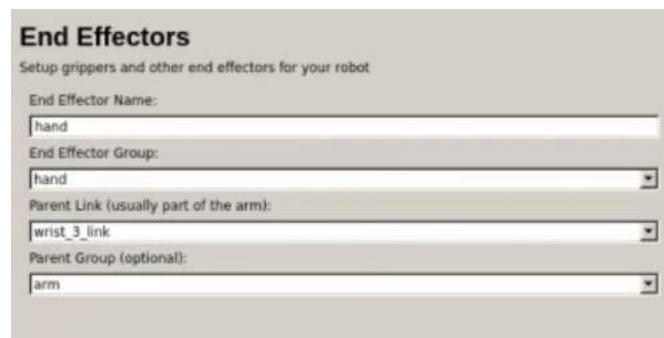 End Effectors
Setup grippers and other end effectors for your robot
End Effector Name:
hand
End Effector Group:
hand
Parent Link (usually part of the arm):
wrist_3_link
Parent Group (optional):
arm